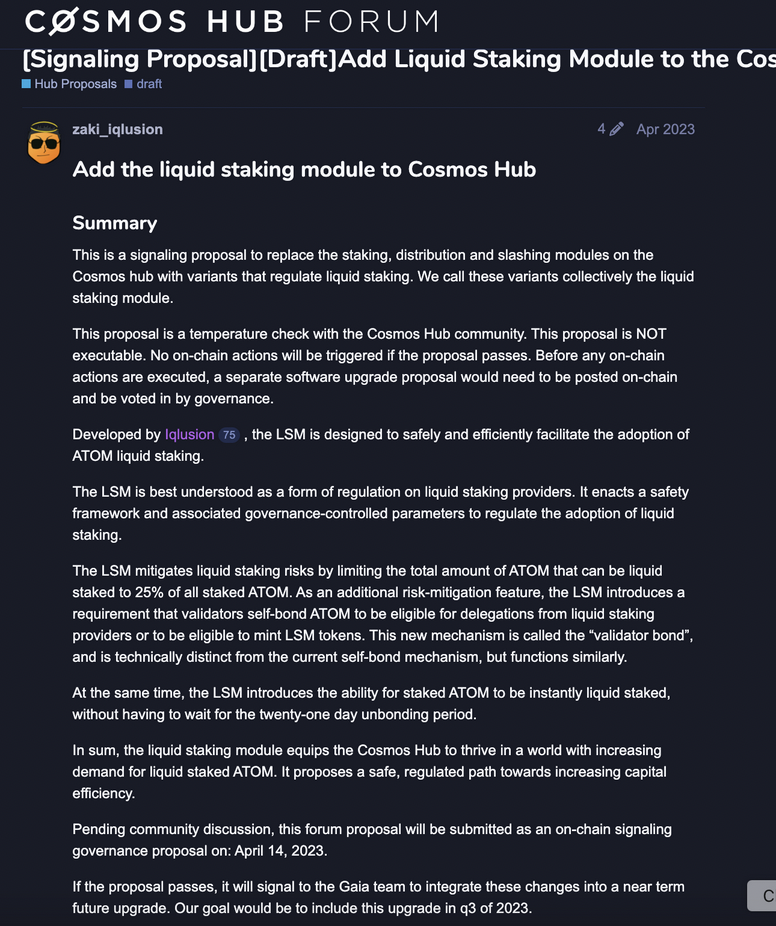 CØSMOS HUB FORUM
[Signaling Proposal][Draft]Add Liquid Staking Module to the Cos
Hub Proposals draft
zaki_iqlusion 4 Apr 2023
Add the liquid staking module to Cosmos Hub
Summary
This is a signaling proposal to replace the staking, distribution and slashing modules on the
Cosmos hub with variants that regulate liquid staking. We call these variants collectively the liquid
staking module.
This proposal is a temperature check with the Cosmos Hub community. This proposal is NOT
executable. No on-chain actions will be triggered if the proposal passes. Before any on-chain
actions are executed, a separate software upgrade proposal would need to be posted on-chain
and be voted in by governance.
Developed by Iqlusion 75 , the LSM is designed to safely and efficiently facilitate the adoption of
ATOM liquid staking.
The LSM is best understood as a form of regulation on liquid staking providers. It enacts a safety
framework and associated governance-controlled parameters to regulate the adoption of liquid
staking.
The LSM mitigates liquid staking risks by limiting the total amount of ATOM that can be liquid
staked to 25% of all staked ATOM. As an additional risk-mitigation feature, the LSM introduces a
requirement that validators self-bond ATOM to be eligible for delegations from liquid staking
providers or to be eligible to mint LSM tokens. This new mechanism is called the “validator bond”,
and is technically distinct from the current self-bond mechanism, but functions similarly.
At the same time, the LSM introduces the ability for staked ATOM to be instantly liquid staked,
without having to wait for the twenty-one day unbonding period.
In sum, the liquid staking module equips the Cosmos Hub to thrive in a world with increasing
demand for liquid staked ATOM. It proposes a safe, regulated path towards increasing capital
efficiency.
Pending community discussion, this forum proposal will be submitted as an on-chain signaling
governance proposal on: April 14, 2023.
If the proposal passes, it will signal to the Gaia team to integrate these changes into a near term
future upgrade. Our goal would be to include this upgrade in q3 of 2023.
C